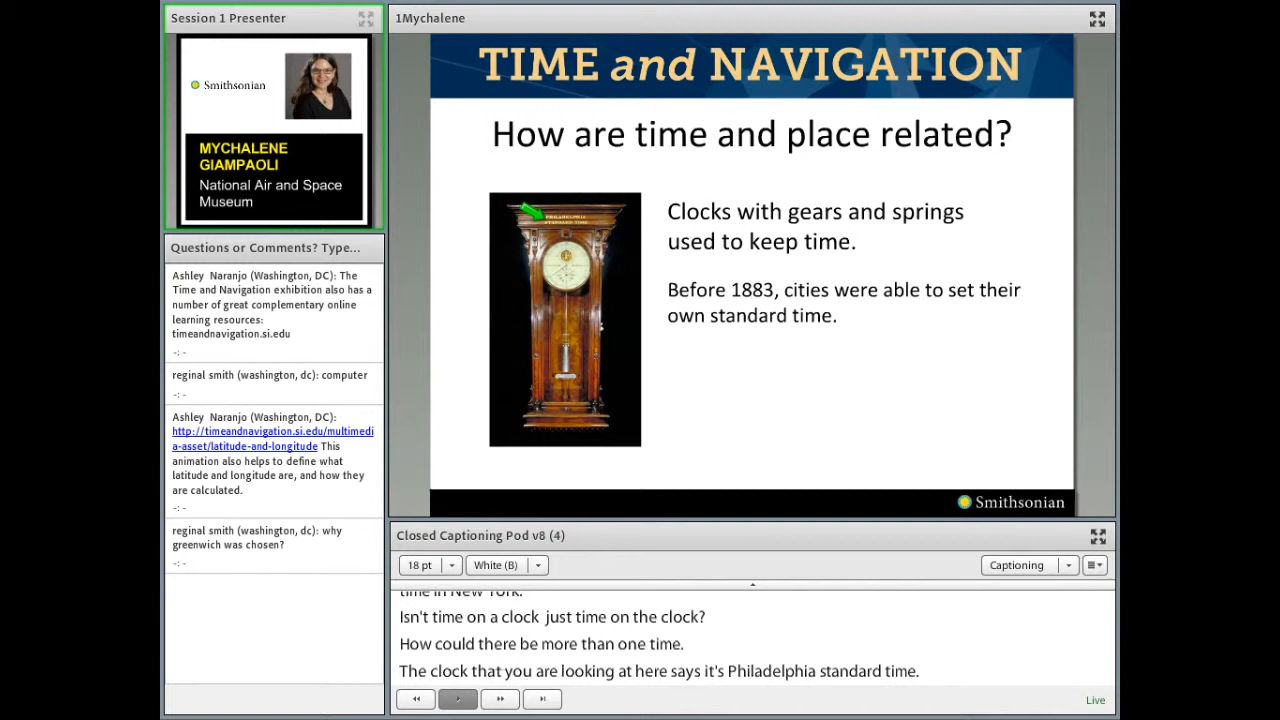 Session 1 Presenter
Smithsonian
MYCHALENE
GIAMPAOLI
National Air and Space
Museum
Questions or Comments? Type...
Ashley Naranjo (Washington, DC): The
Time and Navigation exhibition also has a
number of great complementary online
learning resources:
timeandnavigation.si.edu
-:-
reginal smith (washington, dc): computer
-:-
Ashley Naranjo (Washington, DC):
http://timeandnavigation.si.edu/multimedi
a-asset/latitude-and-longitude This
animation also helps to define what
latitude and longitude are, and how they
are calculated.
-:-
reginal smith (washington, dc): why
greenwich was chosen?
-:-
1Mychalene
TIME and NAVIGATION
How are time and place related?
PHILADELPHIA
STANDARD TIME
Clocks with gears and springs
used to keep time.
Before 1883, cities were able to set their
own standard time.
Smithsonian
Closed Captioning Pod v8 (4)
18 pt
White (B)
Captioning
time in New York.
Isn't time on a clock just time on the clock?
How could there be more than one time.
The clock that you are looking at here says it's Philadelphia standard time.
Live